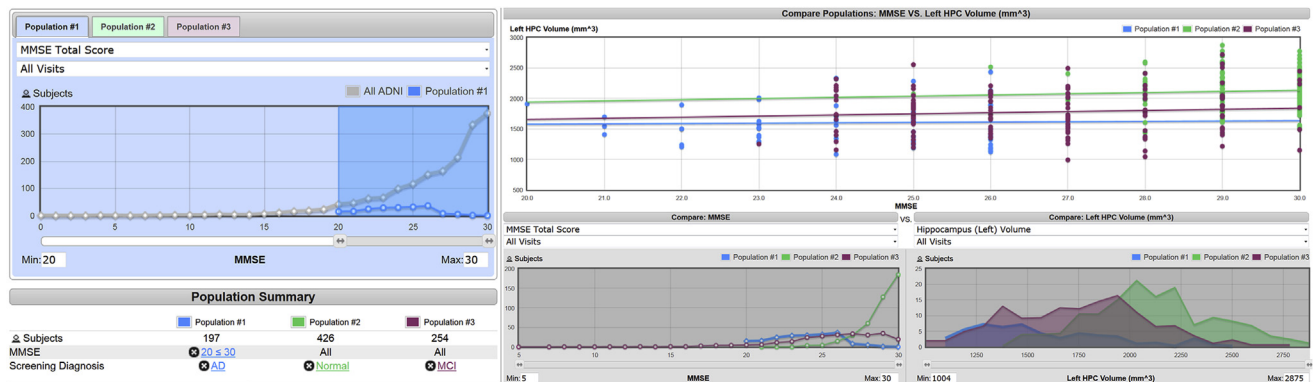 Population #1 Population #2 Population #3
MMSE Total Score
All Visits
Subjects All ADNI Population #1
400
300
200
100
0
0 5 10 15 20 25 30
Min: 20 MMSE Max: 30
Population Summary
Population #1 Population #2 Population #3
Subjects 197 426 254
MMSE 20 ≤ 30 All All
Screening Diagnosis AD Normal MCI
Compare Populations: MMSE VS. Left HPC Volume (mm^3)
Left HPC Volume (mm^3) Population #1 Population #2 Population #3
3000
2500
2000
1500
1000
500
20.0 21.0 22.0 23.0 24.0 25.0 26.0 27.0 28.0 29.0 30.0
MMSE
Compare: MMSE
VS.
Compare: Left HPC Volume (mm^3)
MMSE Total Score
All Visits
Subjects Population #1 Population #2 Population #3
200
150
100
50
0
5 10 15 20 25 30
Min: 5 MMSE Max: 30
Hippocampus (Left) Volume
All Visits
Subjects Population #1 Population #2 Population #3
25
20
15
10
5
0
1250 1500 1750 2000 2250 2500 2750
Min: 1004 Left HPC Volume (mm^3) Max: 2875